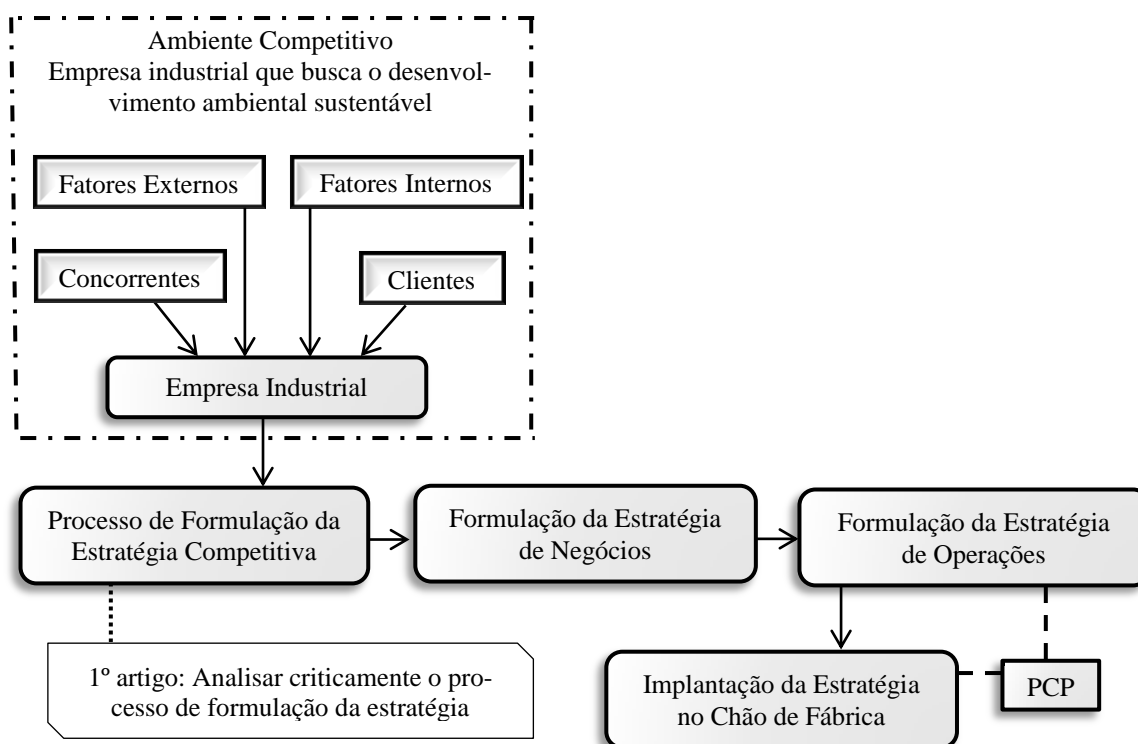 Ambiente Competitivo
Empresa industrial que busca o desenvol-
vimento ambiental sustentável
Fatores Externos
Fatores Internos
Concorrentes
Clientes
Empresa Industrial
Processo de Formulação da
Estratégia Competitiva
Formulação da Estratégia
de Negócios
Formulação da Estratégia
de Operações
1º artigo: Analisar criticamente o pro-
cesso de formulação da estratégia
Implantação da Estratégia
no Chão de Fábrica
PCP